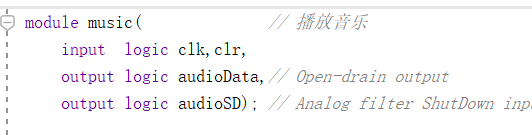 module music( // 播放音乐
input logic clk,clr,
output logic audioData,// Open-drain output
output logic audioSD); // Analog filter ShutDown